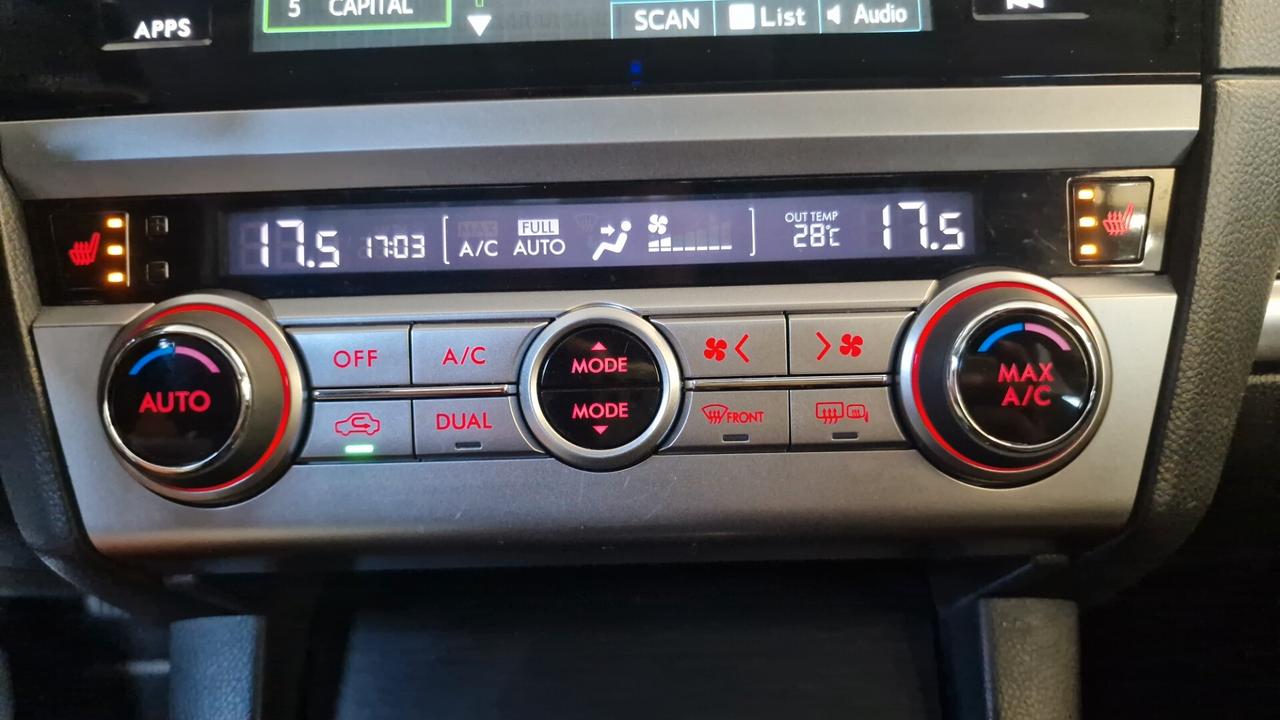 5 CAPITAL
APPS
SCAN
List
Audio
17.5
17:03
MAX
A/C
FULL
AUTO
OUT TEMP
28℃
17.5
OFF
A/C
MODE
MODE
DUAL
FRONT
AUTO
MAX
A/C